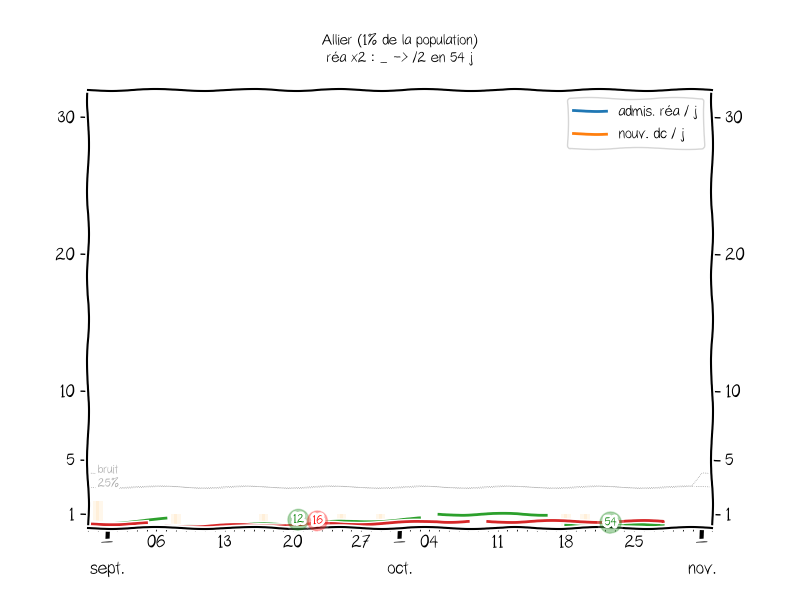 Allier (1% de la population)
réa x2 : _ -> /2 en 54 j
30 30
admis. réa / j
nouv. dc / j
20 20
10 10
5 5
bruit
25%
1 12 16 54 1
06 13 20 27 04 11 18 25
sept. oct. nov.